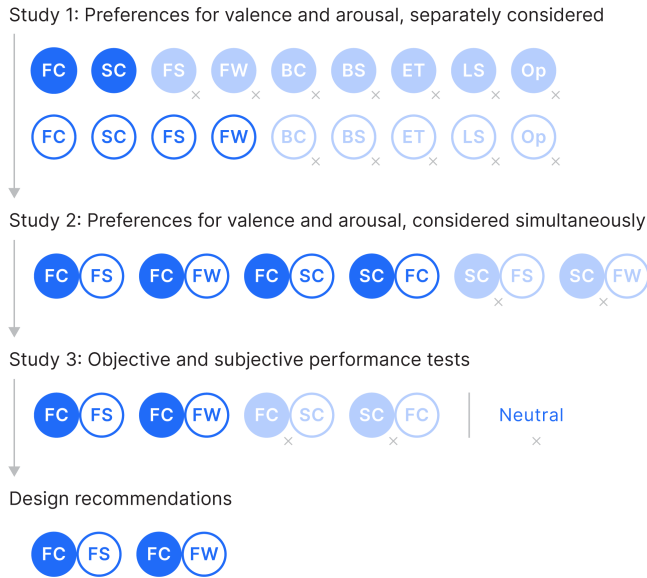 Study 1: Preferences for valence and arousal, separately considered
FC SC FS FW BC BS ET LS Op
FC SC FS FW BC BS ET LS Op
Study 2: Preferences for valence and arousal, considered simultaneously
FC FS FC FW FC SC SC FC SC FS SC FW
Study 3: Objective and subjective performance tests
FC FS FC FW FC SC SC FC Neutral
Design recommendations
FC FS FC FW